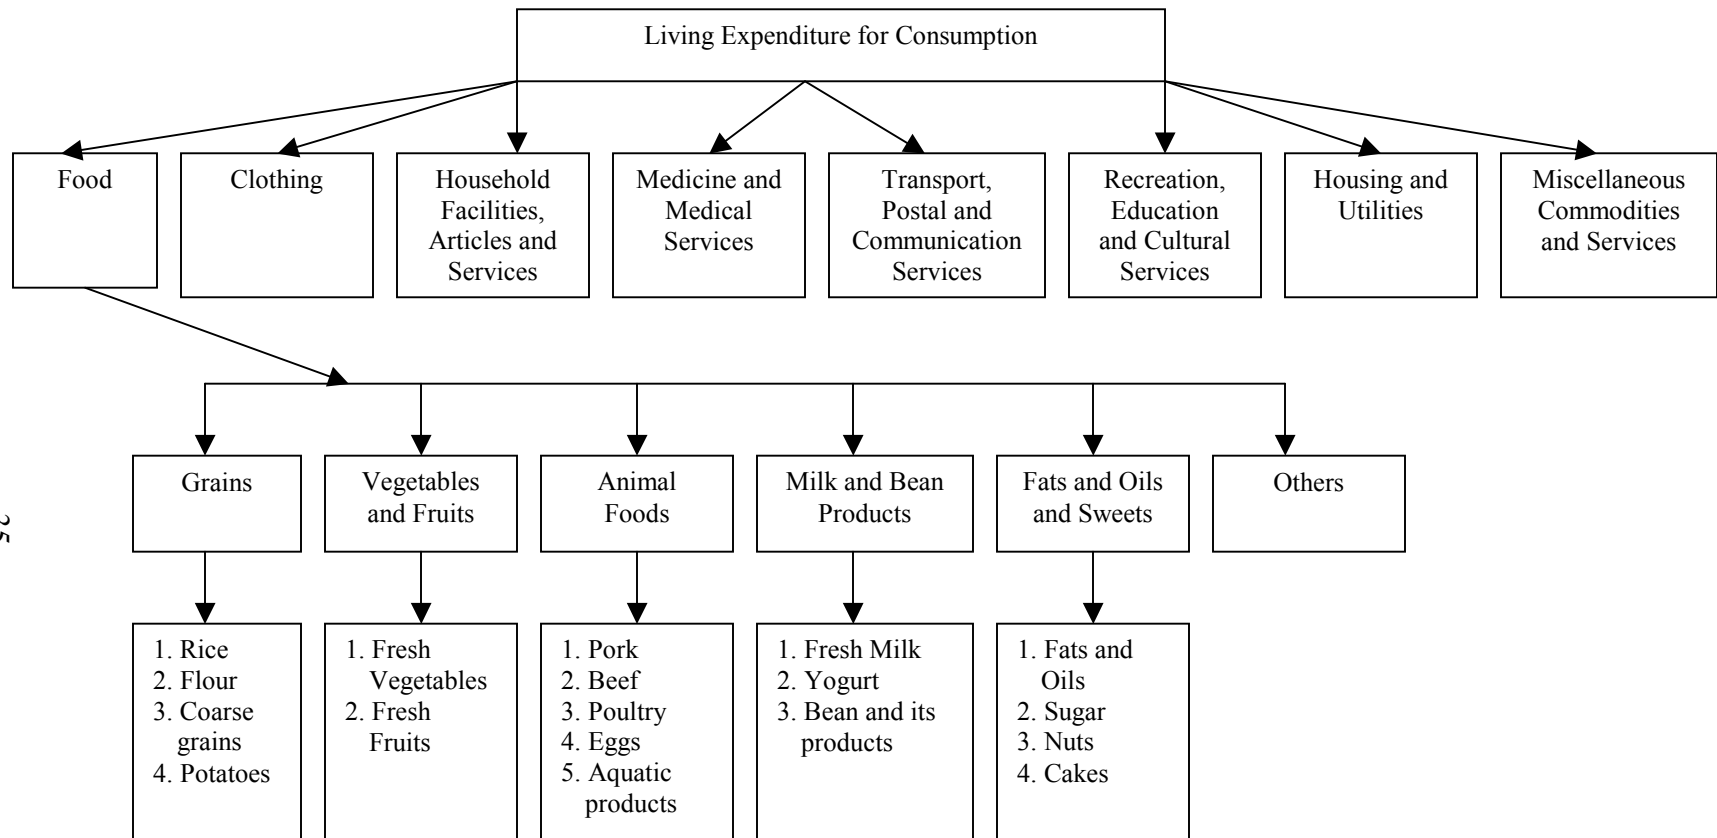 Living Expenditure for Consumption
Food
Clothing
Household
Facilities,
Articles and
Services
Medicine and
Medical
Services
Transport,
Postal and
Communication
Services
Recreation,
Education
and Cultural
Services
Housing and
Utilities
Miscellaneous
Commodities
and Services
Grains
Vegetables
and Fruits
Animal
Foods
Milk and Bean
Products
Fats and Oils
and Sweets
Others
1. Rice
2. Flour
3. Coarse
grains
4. Potatoes
1. Fresh
Vegetables
2. Fresh
Fruits
1. Pork
2. Beef
3. Poultry
4. Eggs
5. Aquatic
products
1. Fresh Milk
2. Yogurt
3. Bean and its
products
1. Fats and
Oils
2. Sugar
3. Nuts
4. Cakes
25